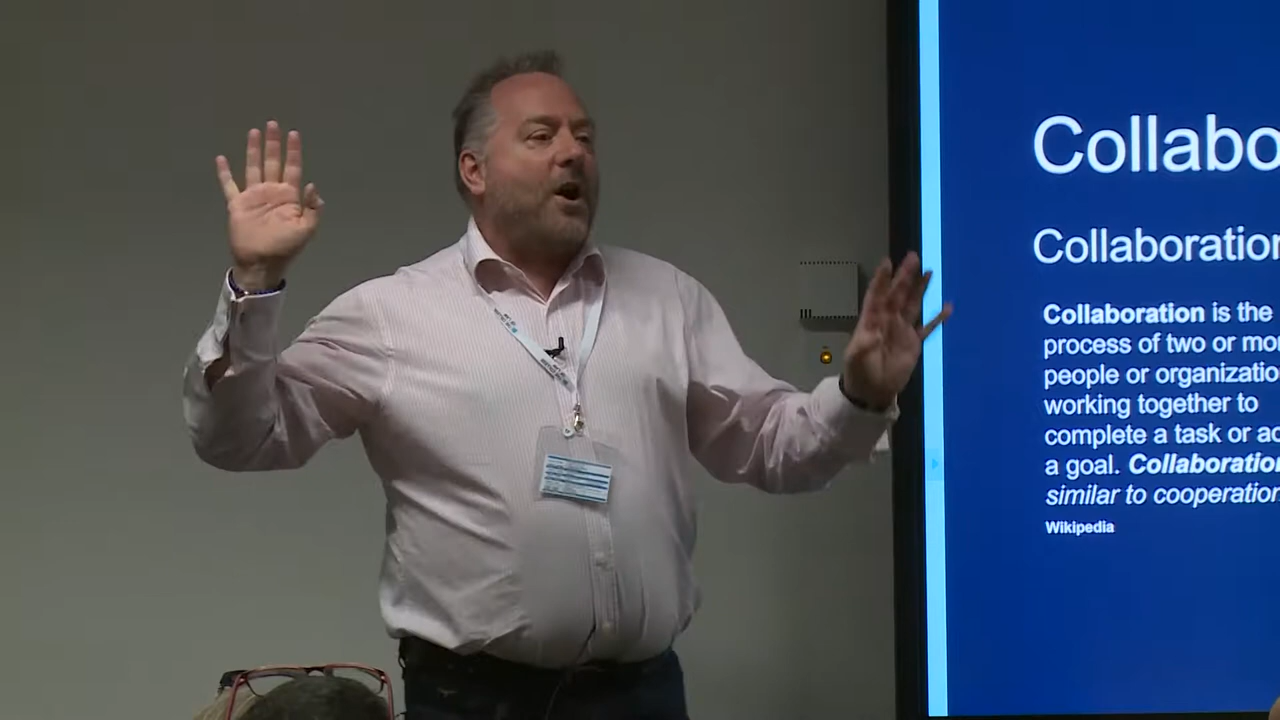 Collabo
Collaboration
Collaboration is the
process of two or mor
people or organizatio
working together to
complete a task or ac
a goal. Collaboration
similar to cooperation.
Wikipedia